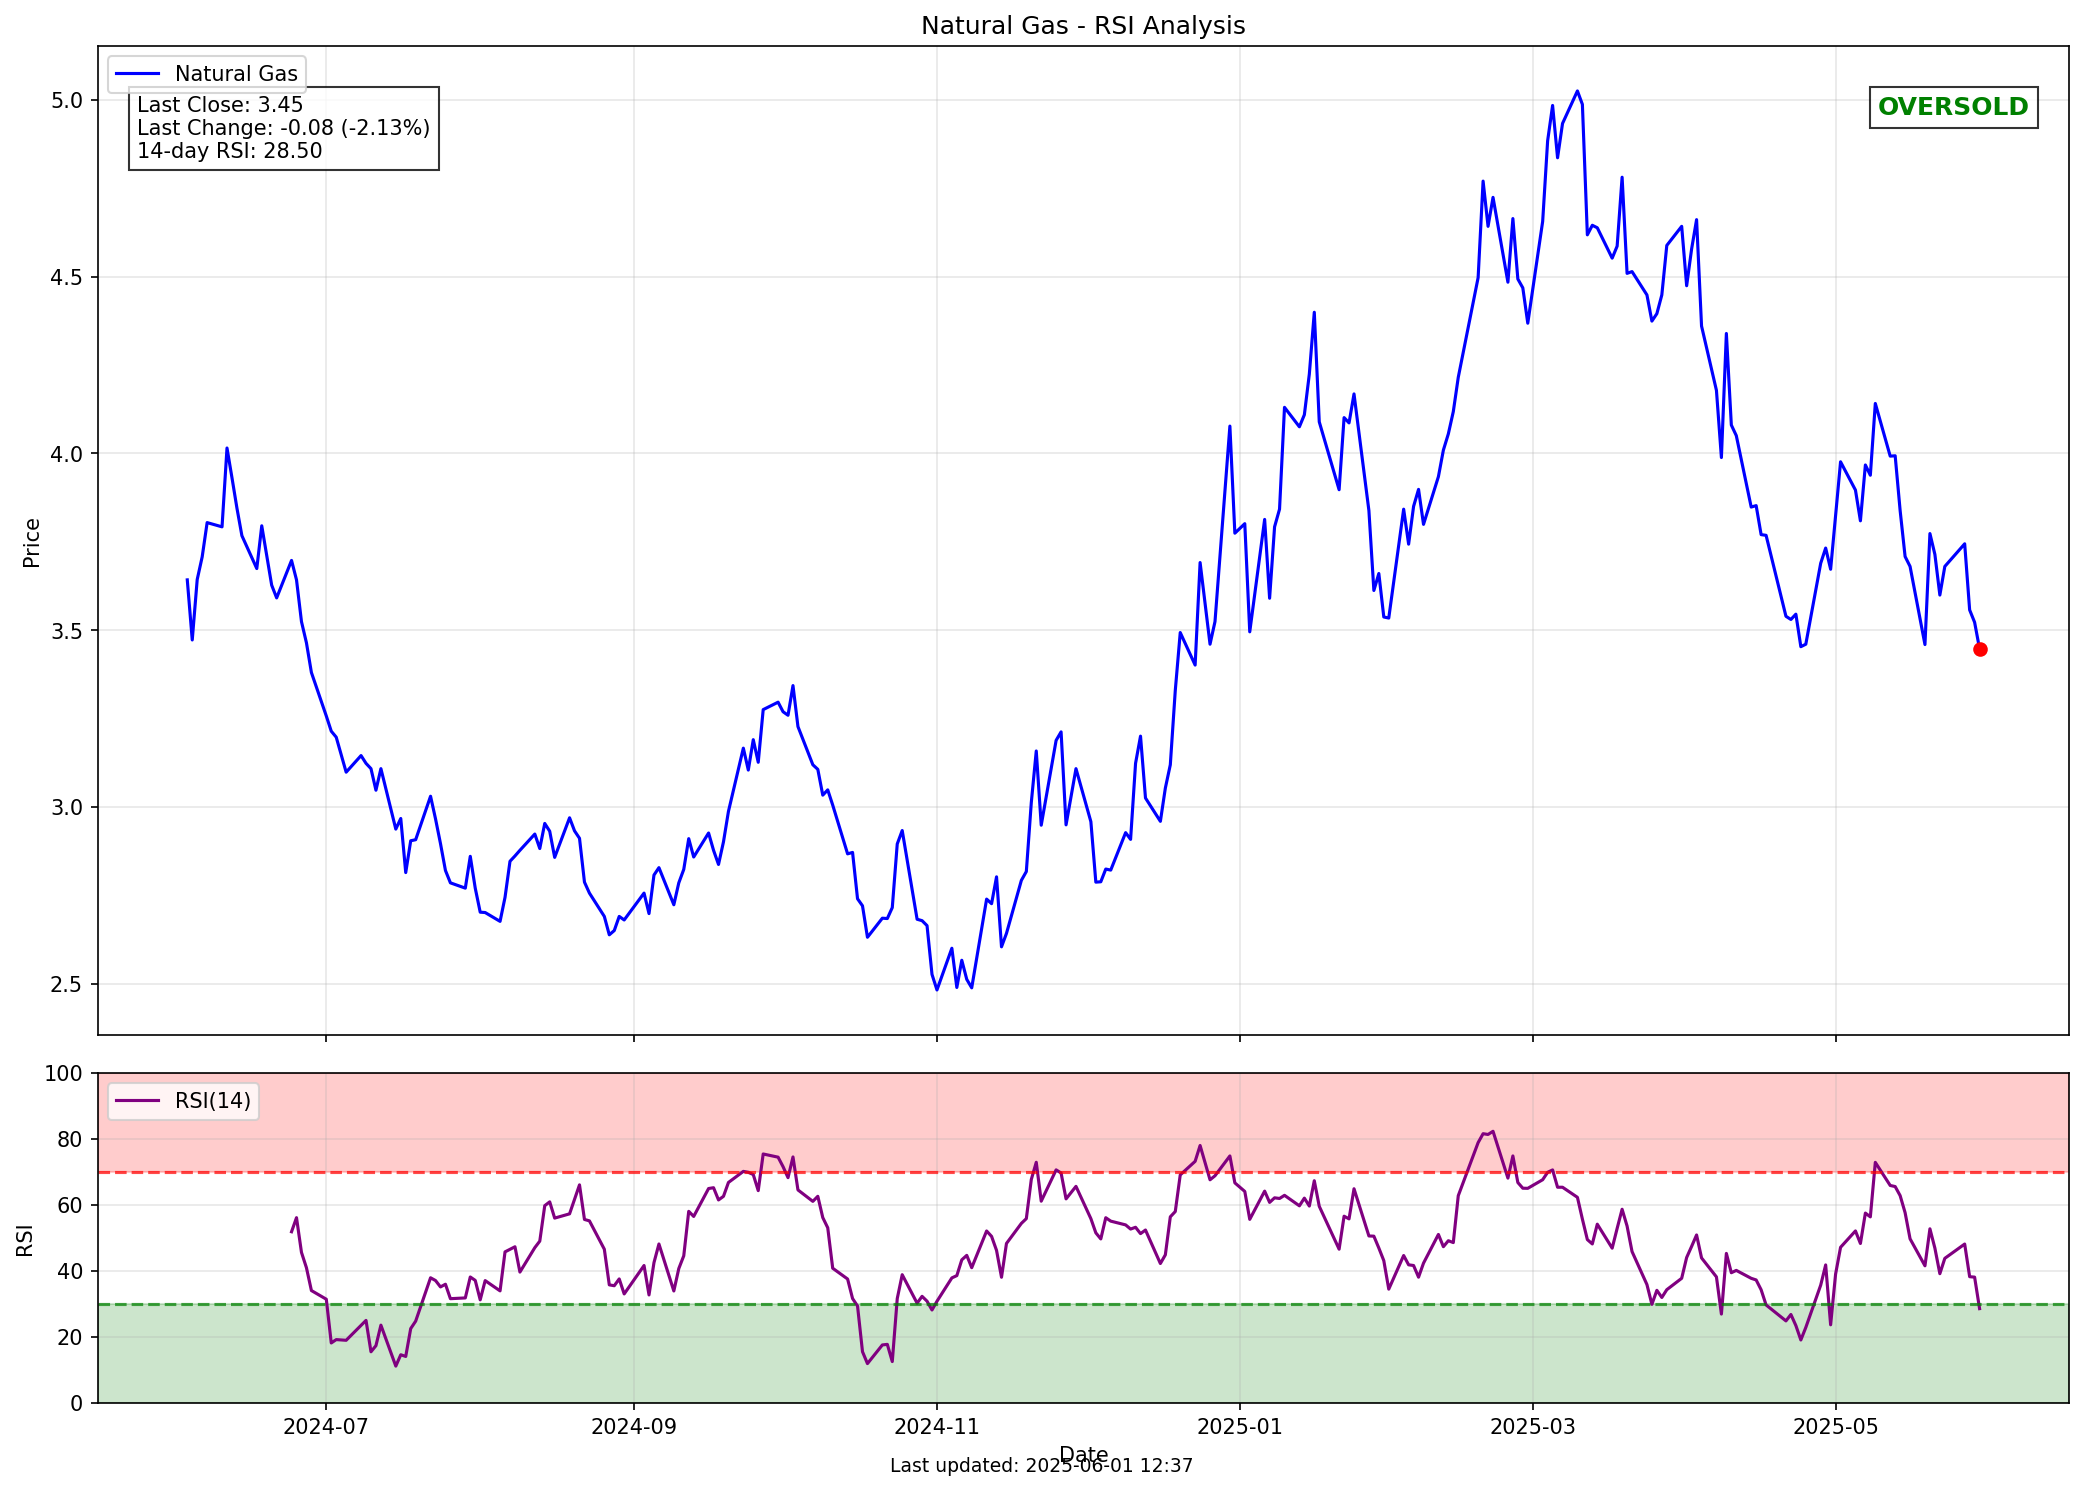 Natural Gas - RSI Analysis
Natural Gas
Last Close: 3.45
Last Change: -0.08 (-2.13%)
14-day RSI: 28.50
OVERSOLD
5.0
4.5
4.0
3.5
3.0
2.5
Price
RSI(14)
100
80
60
40
20
0
RSI
2024-07
2024-09
2024-11
2025-01
2025-03
2025-05
Date
Last updated: 2025-06-01 12:37